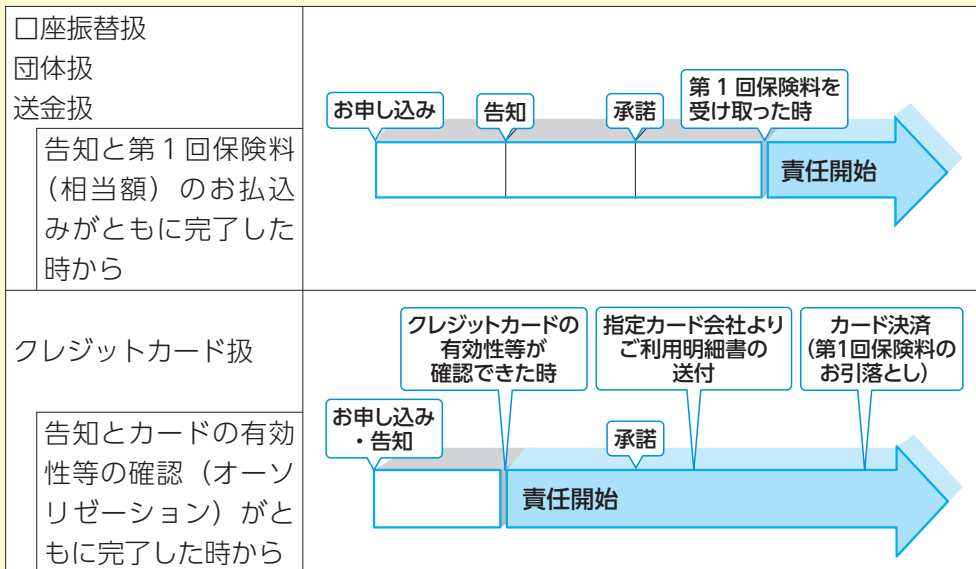 口座振替扱
団体扱
送金扱
告知と第1回保険料
（相当額）のお払込
みがともに完了した
時から
お申し込み
告知
承諾
第1回保険料を
受け取った時
責任開始
クレジットカード扱
告知とカードの有効
性等の確認（オーソ
リゼーション）がと
もに完了した時から
お申し込み
・告知
クレジットカードの
有効性等が
確認できた時
承諾
指定カード会社より
ご利用明細書の
送付
カード決済
（第1回保険料の
お引落とし）
責任開始